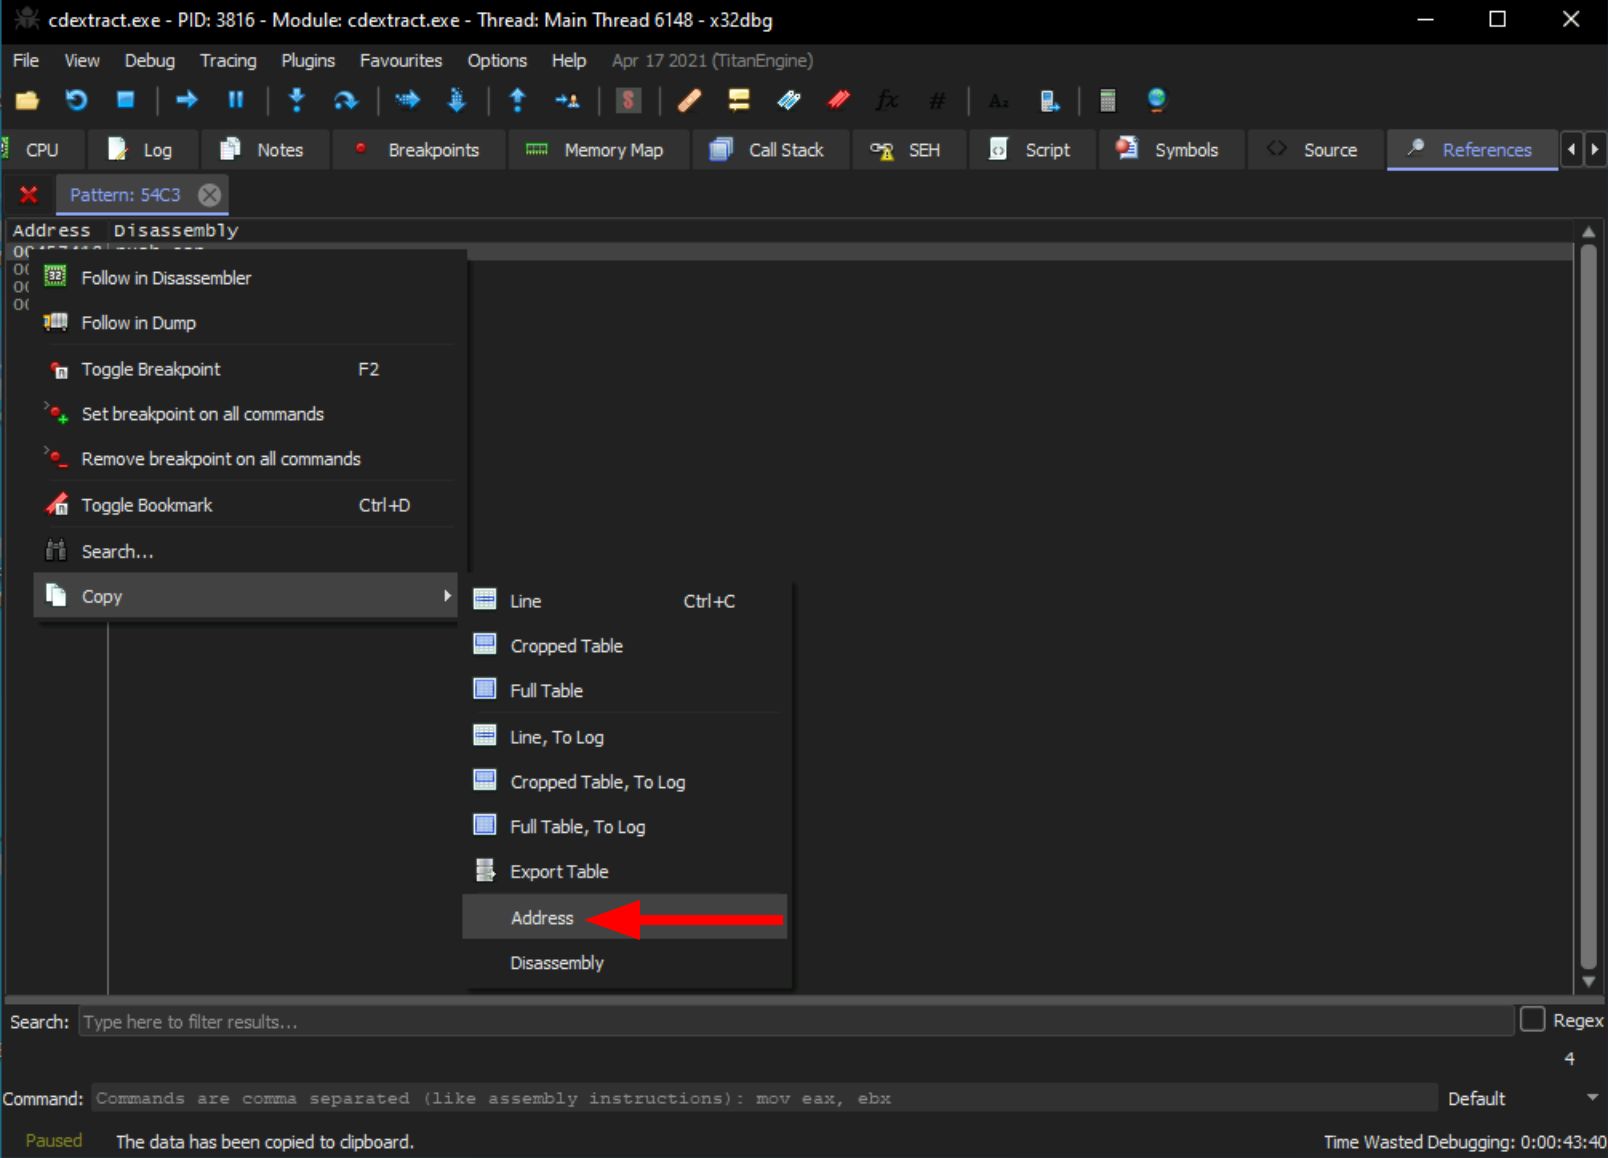 cdextract.exe - PID: 3816 - Module: cdextract.exe - Thread: Main Thread 6148 - x32dbg
File View Debug Tracing Plugins Favourites Options Help Apr 17 2021 (TitanEngine)
CPU Log Notes Breakpoints Memory Map Call Stack SEH Script Symbols Source References
Pattern: 54C3
Address Disassembly
32 Follow in Disassembler
Follow in Dump
Toggle Breakpoint F2
Set breakpoint on all commands
Remove breakpoint on all commands
Toggle Bookmark Ctrl+D
Search...
Copy
Line Ctrl+C
Cropped Table
Full Table
Line, To Log
Cropped Table, To Log
Full Table, To Log
Export Table
Address
Disassembly
Search: Type here to filter results... Regex
4
Command: Commands are comma separated (like assembly instructions): mov eax, ebx Default
Paused The data has been copied to clipboard. Time Wasted Debugging: 0:00:43:40